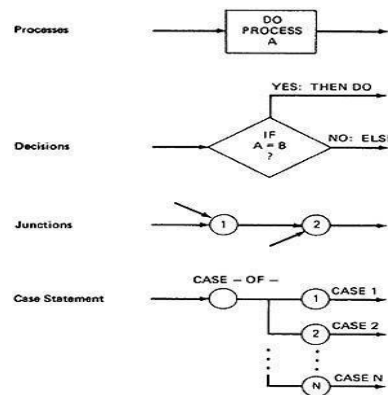 Processes
DO
PROCESS
A
YES: THEN DO
Decisions
IF
A = B
?
NO: ELSE
Junctions
1
2
Case Statement
CASE – OF –
1
CASE 1
2
CASE 2
N
CASE N